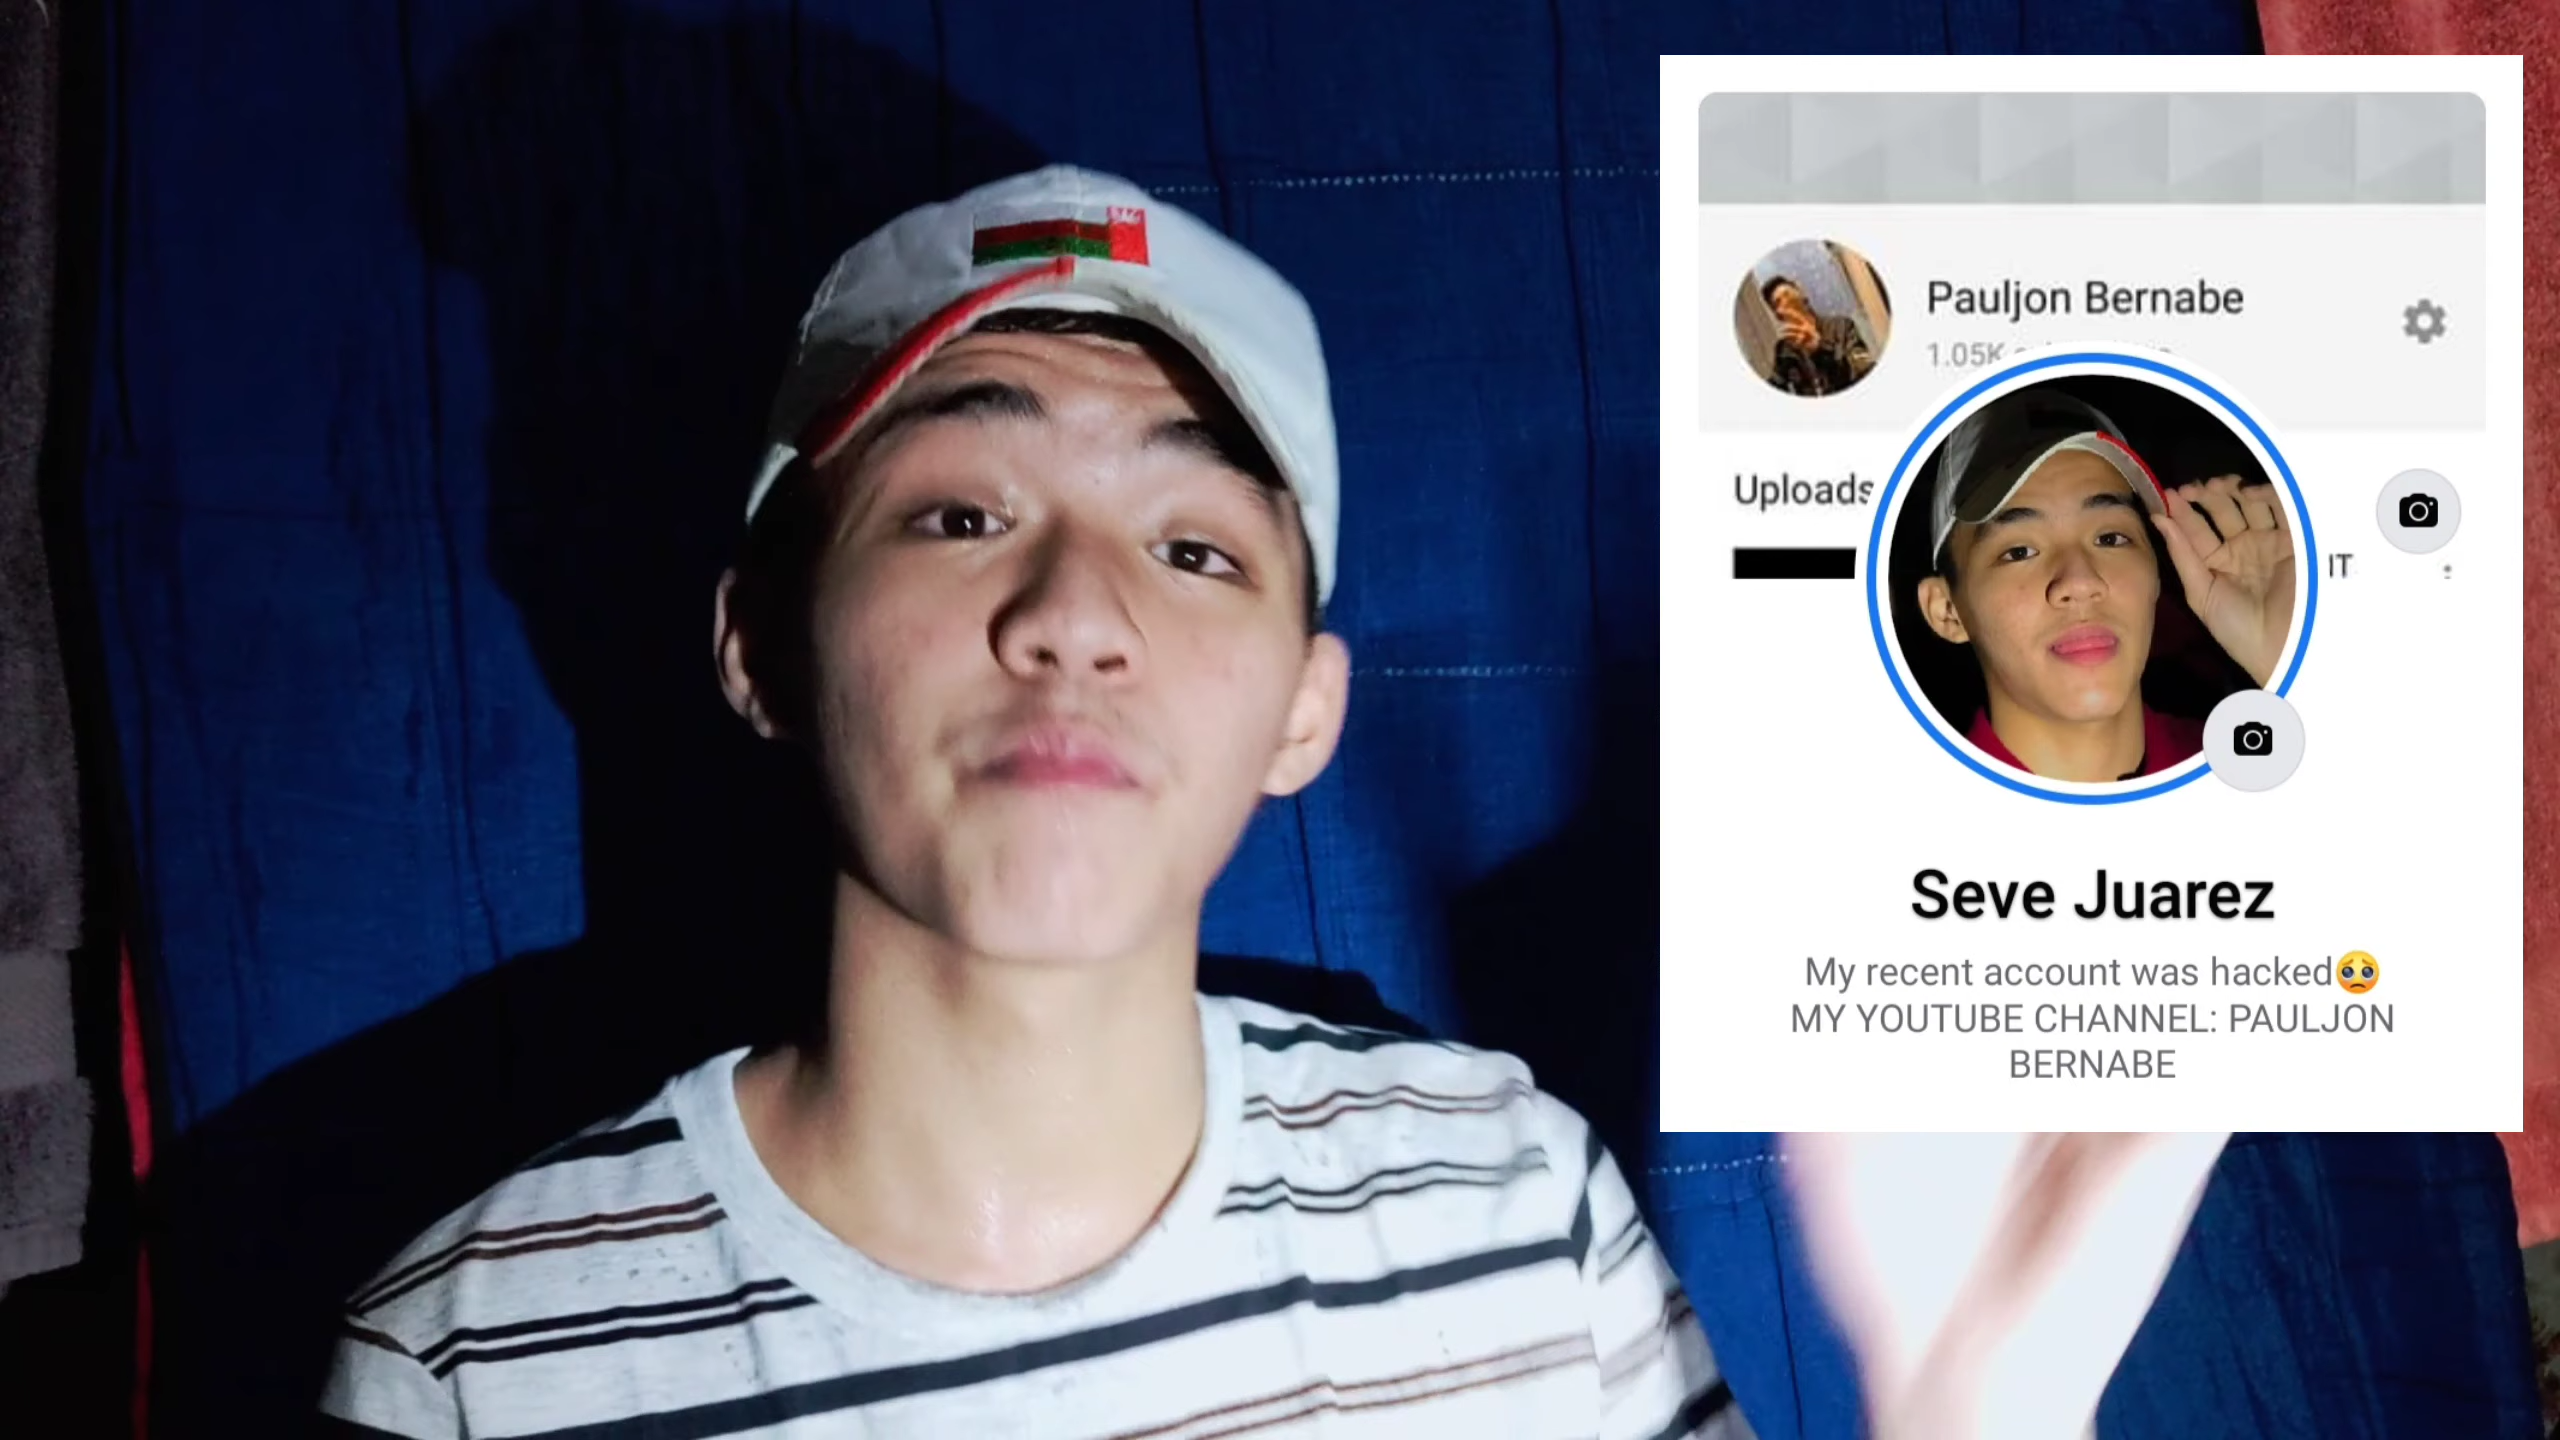 Pauljon Bernabe
1.05K
Uploads
IT
Seve Juarez
My recent account was hacked🥺
MY YOUTUBE CHANNEL: PAULJON
BERNABE